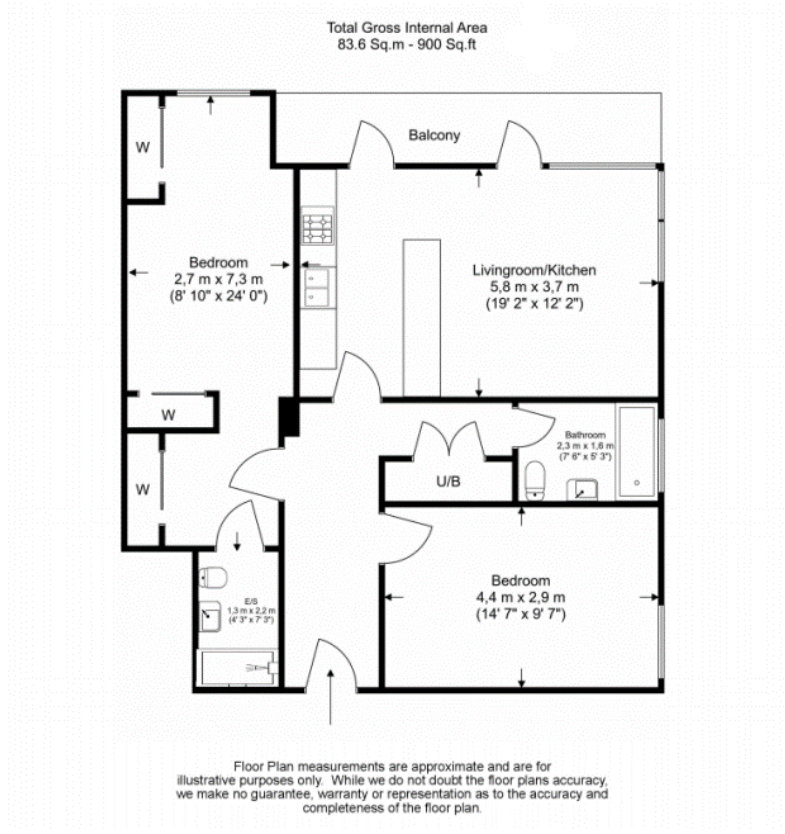 Total Gross Internal Area
83.6 Sq.m - 900 Sq.ft
Balcony
W
Bedroom
2,7 m x 7,3 m
(8' 10" x 24' 0")
Livingroom/Kitchen
5,8 m x 3,7 m
(19' 2" x 12' 2")
W
Bathroom
2,3 m x 1,6 m
(7' 6" x 5' 3")
W
U/B
Bedroom
4,4 m x 2,9 m
(14' 7" x 9' 7")
E/S
1,3 m x 2,2 m
(4' 3" x 7' 3")
Floor Plan measurements are approximate and are for
illustrative purposes only. While we do not doubt the floor plans accuracy,
we make no guarantee, warranty or representation as to the accuracy and
completeness of the floor plan.